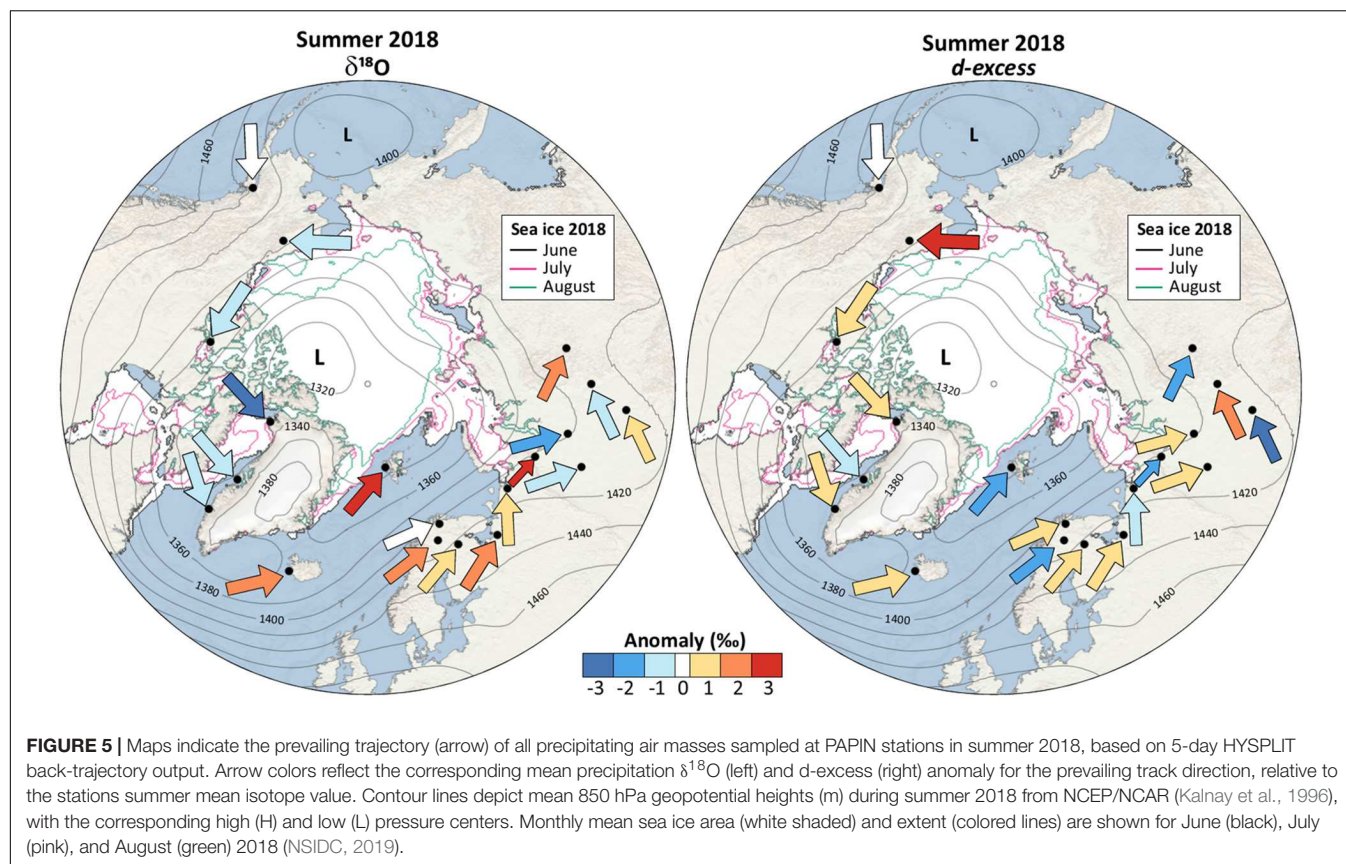 Summer 2018
δ¹⁸O
Summer 2018
d-excess
L
1460
1400
Sea ice 2018
June
July
August
L
1320
1340
1380
1360
1420
1440
1360
1380
1400
1460
L
1460
1400
Sea ice 2018
June
July
August
L
1320
1340
1380
1360
1420
1440
1360
1380
1400
1460
Anomaly (‰)
-3 -2 -1 0 1 2 3
FIGURE 5 | Maps indicate the prevailing trajectory (arrow) of all precipitating air masses sampled at PAPIN stations in summer 2018, based on 5-day HYSPLIT
back-trajectory output. Arrow colors reflect the corresponding mean precipitation δ¹⁸O (left) and d-excess (right) anomaly for the prevailing track direction, relative to
the stations summer mean isotope value. Contour lines depict mean 850 hPa geopotential heights (m) during summer 2018 from NCEP/NCAR (Kalnay et al., 1996),
with the corresponding high (H) and low (L) pressure centers. Monthly mean sea ice area (white shaded) and extent (colored lines) are shown for June (black), July
(pink), and August (green) 2018 (NSIDC, 2019).